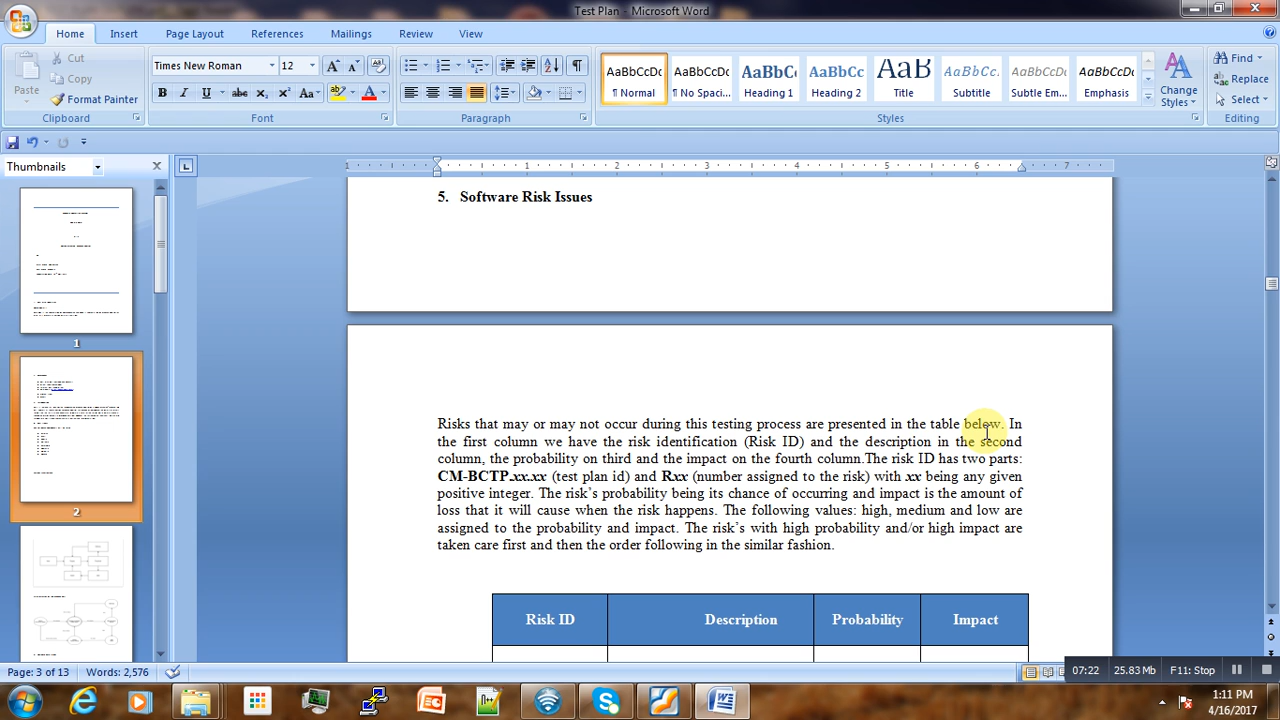 Test Plan - Microsoft Word
Home Insert Page Layout References Mailings Review View
Cut
Copy
Format Painter
Paste
Clipboard
Times New Roman 12
Font
Paragraph
AaBbCcDc AaBbCcDc AaBbCc AaBbCc AaB AaBbCc. AaBbCcDc AaBbCcDc
¶ Normal ¶ No Spaci... Heading 1 Heading 2 Title Subtitle Subtle Em... Emphasis
Change Styles
Styles
Find
Replace
Select
Editing
Thumbnails
1
2
5. Software Risk Issues
Risks that may or may not occur during this testing process are presented in the table below. In
the first column we have the risk identification (Risk ID) and the description in the second
column, the probability on third and the impact on the fourth column.The risk ID has two parts:
CM-BCTP.xx.xx (test plan id) and Rxx (number assigned to the risk) with xx being any given
positive integer. The risk's probability being its chance of occurring and impact is the amount of
loss that it will cause when the risk happens. The following values: high, medium and low are
assigned to the probability and impact. The risk's with high probability and/or high impact are
taken care first and then the order following in the similar fashion.
Risk ID Description Probability Impact
Page: 3 of 13 Words: 2,576
07:22 25.83 Mb F11: Stop
1:11 PM
4/16/2017